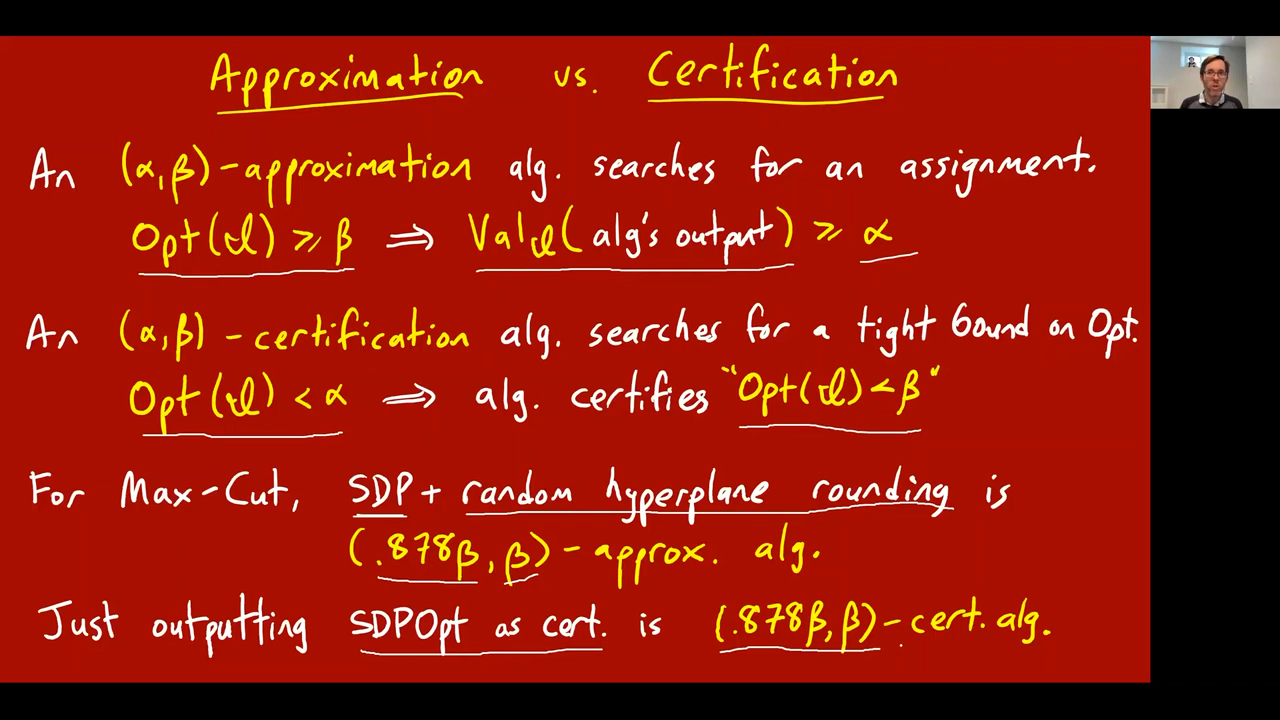 Approximation vs. Certification
An (α,β)-approximation alg. searches for an assignment.
Opt(𝓘) ≥ β ⟹ Val𝓘(alg's output) ≥ α
An (α,β)-certification alg. searches for a tight bound on Opt.
Opt(𝓘) < α ⟹ alg. certifies "Opt(𝓘) < β"
For Max-Cut, SDP + random hyperplane rounding is
(.878β, β)-approx. alg.
Just outputting SDPOpt as cert. is (.878β, β)-cert. alg.